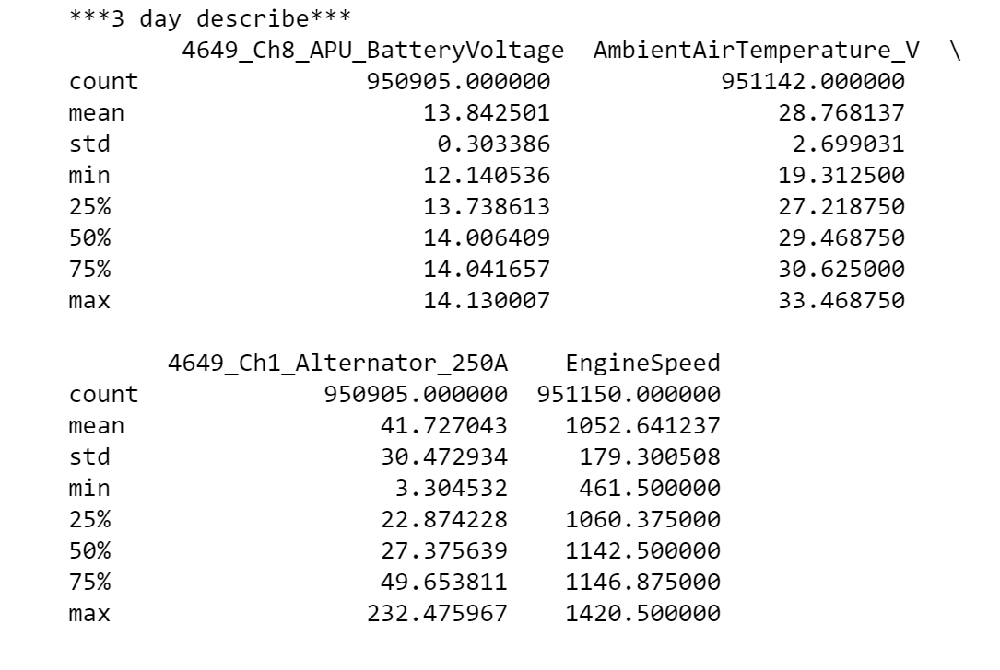 ***3 day describe***
4649_Ch8_APU_BatteryVoltage AmbientAirTemperature_V \
count 950905.000000 951142.000000
mean 13.842501 28.768137
std 0.303386 2.699031
min 12.140536 19.312500
25% 13.738613 27.218750
50% 14.006409 29.468750
75% 14.041657 30.625000
max 14.130007 33.468750
4649_Ch1_Alternator_250A EngineSpeed
count 950905.000000 951150.000000
mean 41.727043 1052.641237
std 30.472934 179.300508
min 3.304532 461.500000
25% 22.874228 1060.375000
50% 27.375639 1142.500000
75% 49.653811 1146.875000
max 232.475967 1420.500000